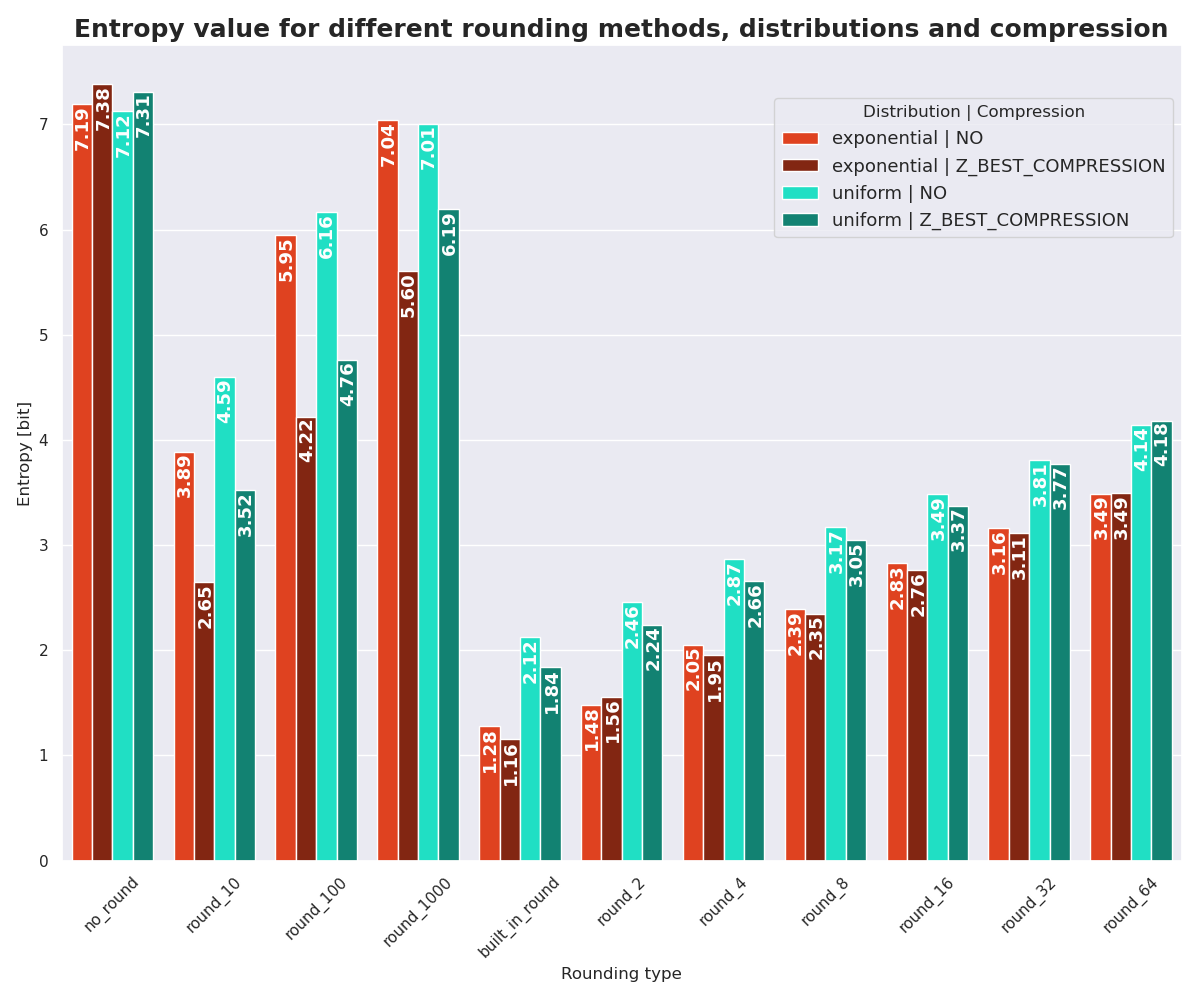 Entropy value for different rounding methods, distributions and compression
Distribution | Compression
exponential | NO
exponential | Z_BEST_COMPRESSION
uniform | NO
uniform | Z_BEST_COMPRESSION
Entropy [bit]
7
6
5
4
3
2
1
0
7.19
7.38
7.12
7.31
3.89
2.65
4.59
3.52
5.95
4.22
6.16
4.76
7.04
5.60
7.01
6.19
1.28
1.16
2.12
1.84
1.48
1.56
2.46
2.24
2.05
1.95
2.87
2.66
2.39
2.35
3.17
3.05
2.83
2.76
3.49
3.37
3.16
3.11
3.81
3.77
3.49
3.49
4.14
4.18
no_round
round_10
round_100
round_1000
built_in_round
round_2
round_4
round_8
round_16
round_32
round_64
Rounding type